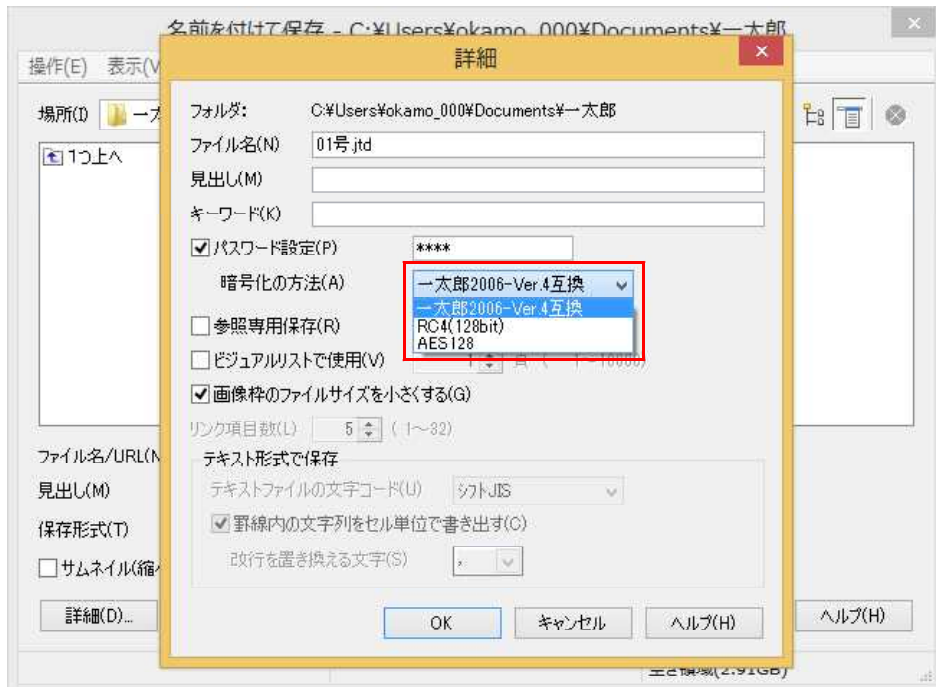 名前を付けて保存 - C:¥Users¥okamo_000¥Documents¥一太郎
操作(E) 表示(V
場所(I) 一太
1つ上へ
ファイル名/URL(N
見出し(M)
保存形式(T)
サムネイル(縮
詳細(D)...
ヘルプ(H)
空き領域(2.91GB)
詳細
フォルダ: C:¥Users¥okamo_000¥Documents¥一太郎
ファイル名(N) 01号.jtd
見出し(M)
キーワード(K)
パスワード設定(P) ****
暗号化の方法(A) 一太郎2006-Ver.4互換
一太郎2006-Ver.4互換
RC4(128bit)
AES128
参照専用保存(R)
ビジュアルリストで使用(V) 1 頁 ( 1~10000)
画像枠のファイルサイズを小さくする(G)
リンク項目数(L) 5 ( 1~32)
テキスト形式で保存
テキストファイルの文字コード(U) シフトJIS
罫線内の文字列をセル単位で書き出す(C)
改行を置き換える文字(S) ,
OK キャンセル ヘルプ(H)